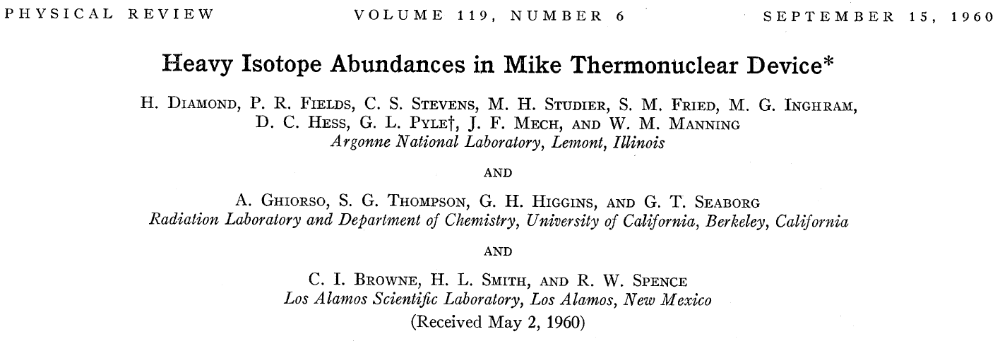 PHYSICAL REVIEW VOLUME 119, NUMBER 6 SEPTEMBER 15, 1960
Heavy Isotope Abundances in Mike Thermonuclear Device*
H. DIAMOND, P. R. FIELDS, C. S. STEVENS, M. H. STUDIER, S. M. FRIED, M. G. INGHRAM,
D. C. HESS, G. L. PYLE†, J. F. MECH, AND W. M. MANNING
Argonne National Laboratory, Lemont, Illinois
AND
A. GHIORSO, S. G. THOMPSON, G. H. HIGGINS, AND G. T. SEABORG
Radiation Laboratory and Department of Chemistry, University of California, Berkeley, California
AND
C. I. BROWNE, H. L. SMITH, AND R. W. SPENCE
Los Alamos Scientific Laboratory, Los Alamos, New Mexico
(Received May 2, 1960)